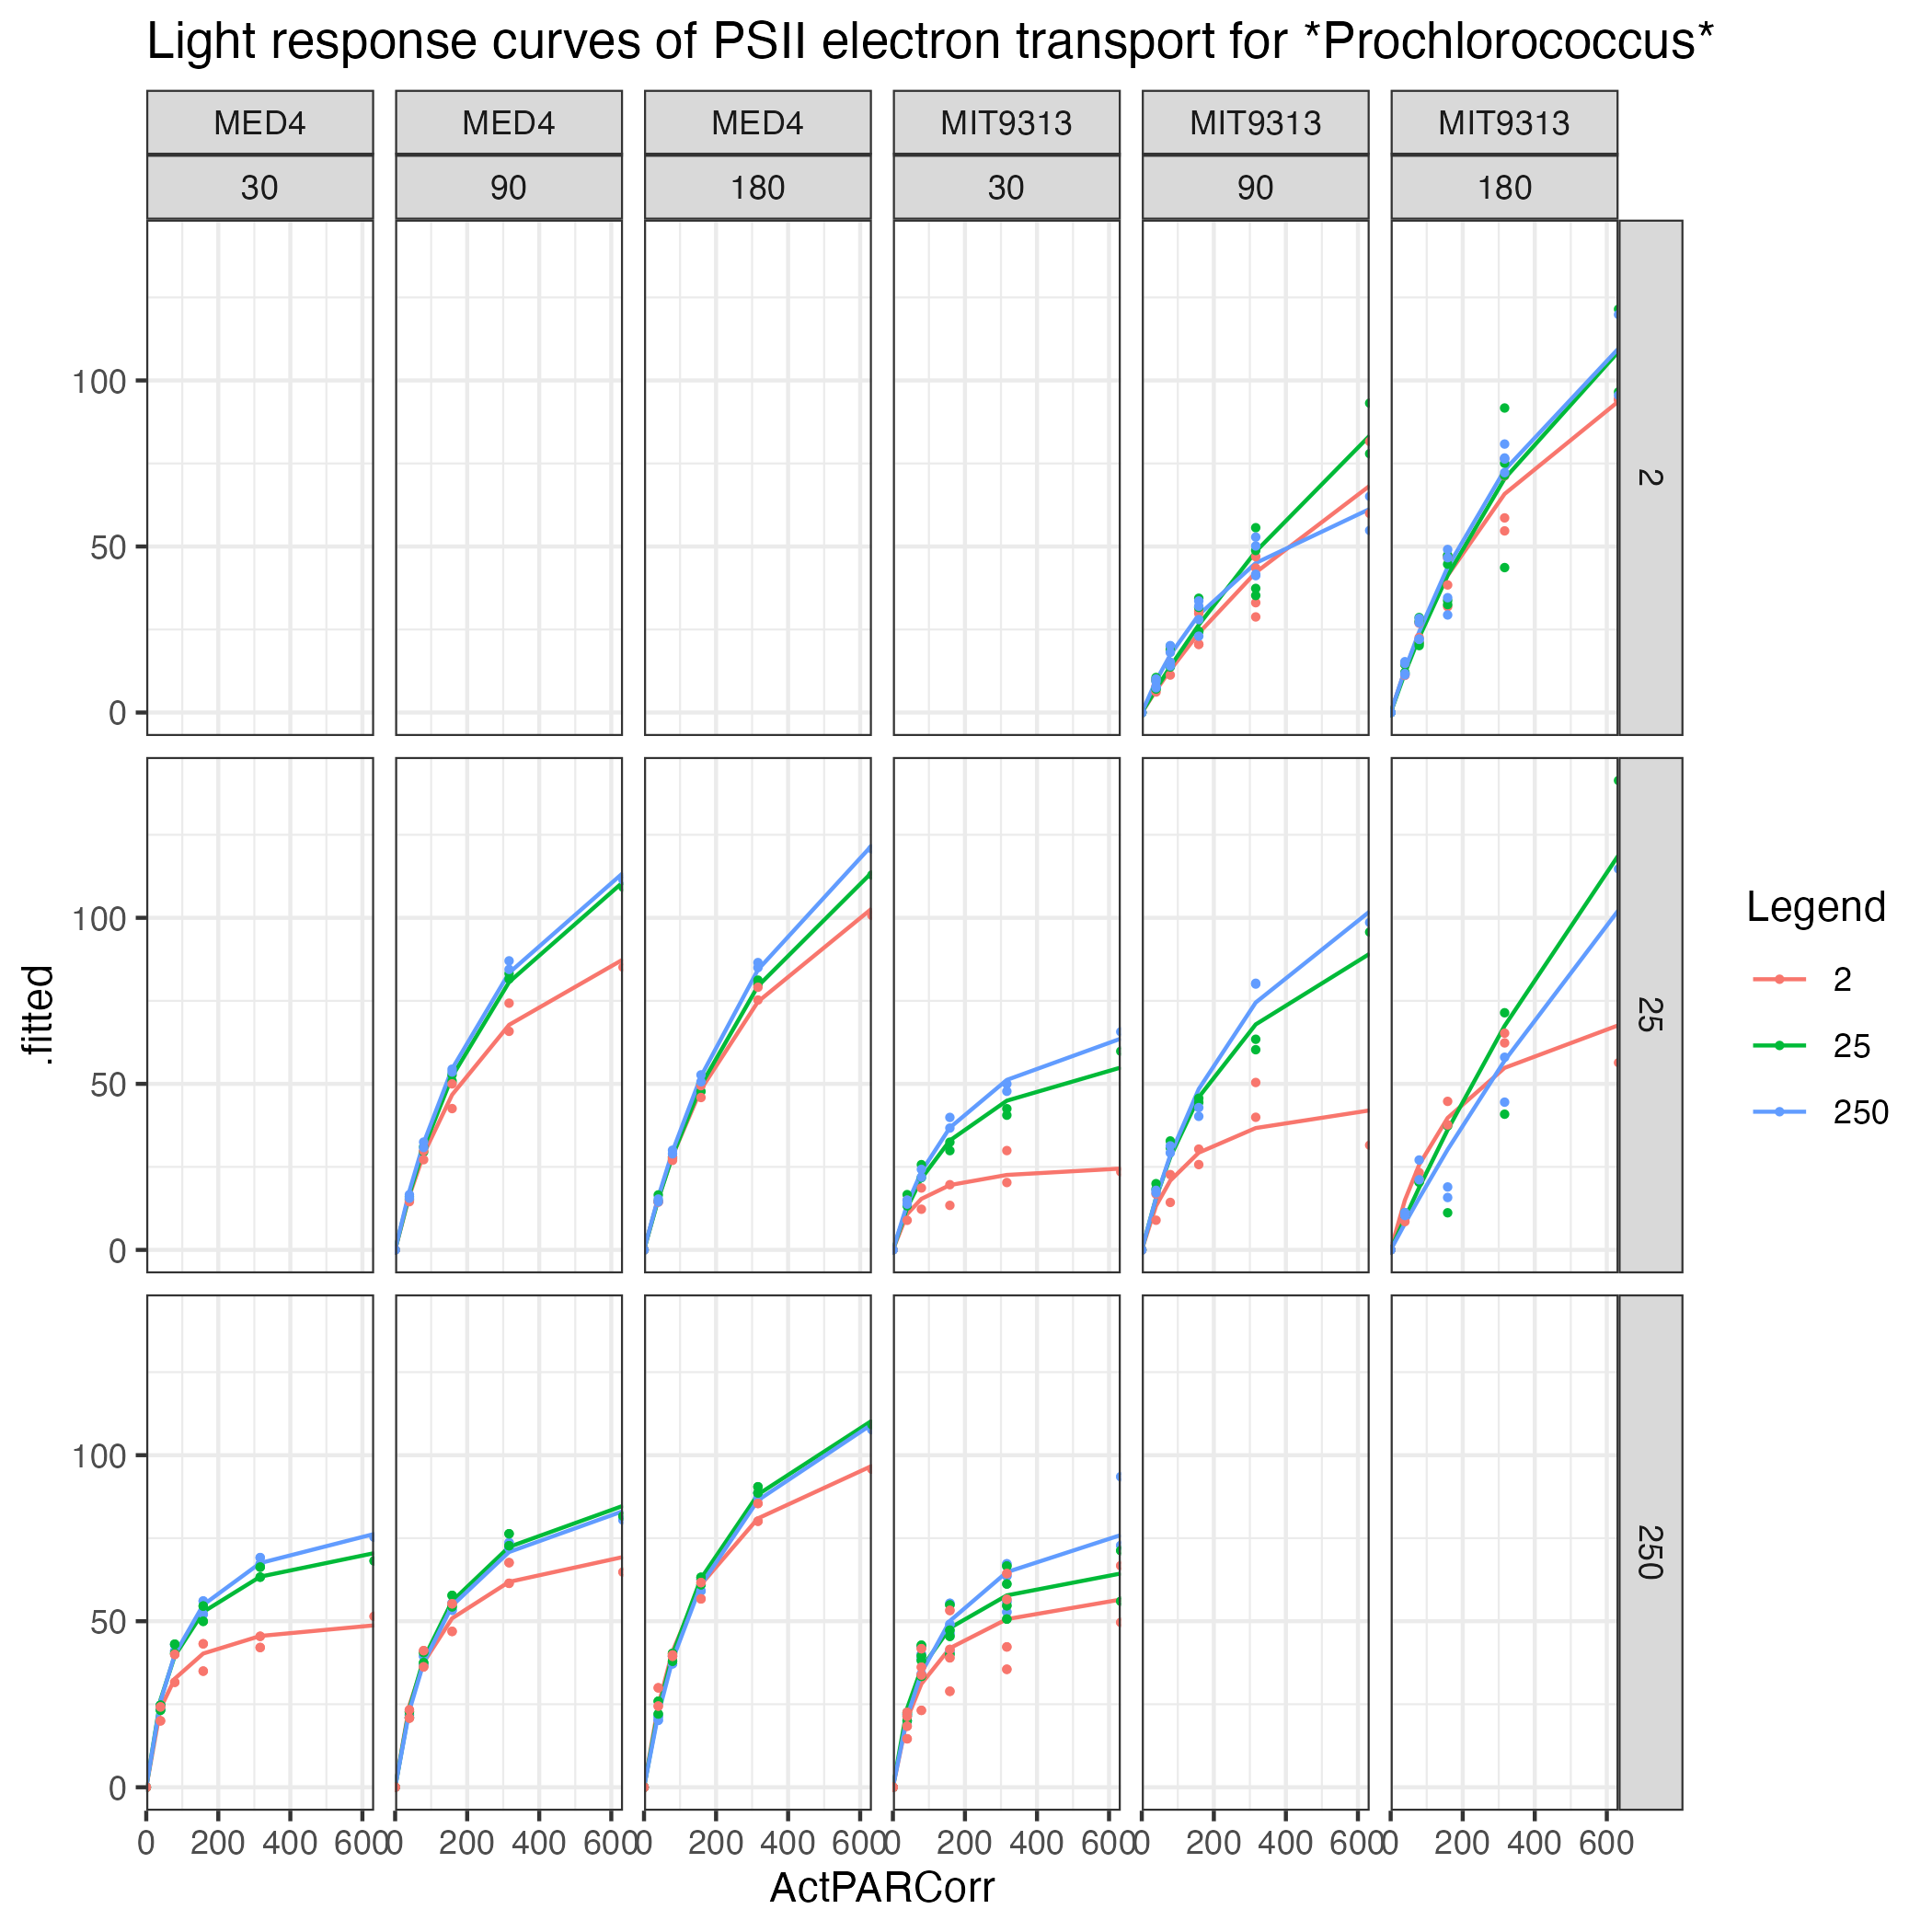 Light response curves of PSII electron transport for *Prochlorococcus*
MED4 MED4 MED4 MIT9313 MIT9313 MIT9313
30 90 180 30 90 180
100
50
0
2
100
50
0
25
100
50
0
250
.fitted
0 200 400 600 0 200 400 600 0 200 400 600 0 200 400 600 0 200 400 600 0 200 400 600
ActPARCorr
Legend
2
25
250